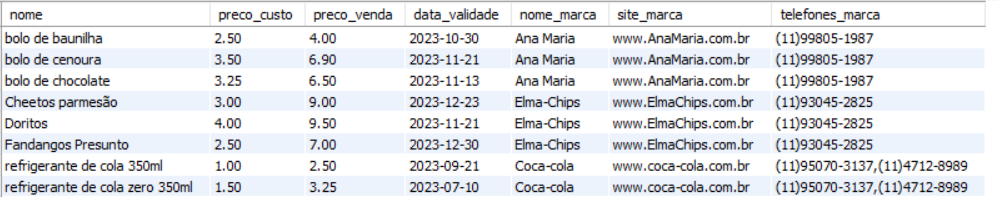 nome preco_custo preco_venda data_validade nome_marca site_marca telefones_marca
bolo de baunilha 2.50 4.00 2023-10-30 Ana Maria www.AnaMaria.com.br (11)99805-1987
bolo de cenoura 3.50 6.90 2023-11-21 Ana Maria www.AnaMaria.com.br (11)99805-1987
bolo de chocolate 3.25 6.50 2023-11-13 Ana Maria www.AnaMaria.com.br (11)99805-1987
Cheetos parmesão 3.00 9.00 2023-12-23 Elma-Chips www.ElmaChips.com.br (11)93045-2825
Doritos 4.00 9.50 2023-11-21 Elma-Chips www.ElmaChips.com.br (11)93045-2825
Fandangos Presunto 2.50 7.00 2023-12-30 Elma-Chips www.ElmaChips.com.br (11)93045-2825
refrigerante de cola 350ml 1.00 2.50 2023-09-21 Coca-cola www.coca-cola.com.br (11)95070-3137,(11)4712-8989
refrigerante de cola zero 350ml 1.50 3.25 2023-07-10 Coca-cola www.coca-cola.com.br (11)95070-3137,(11)4712-8989